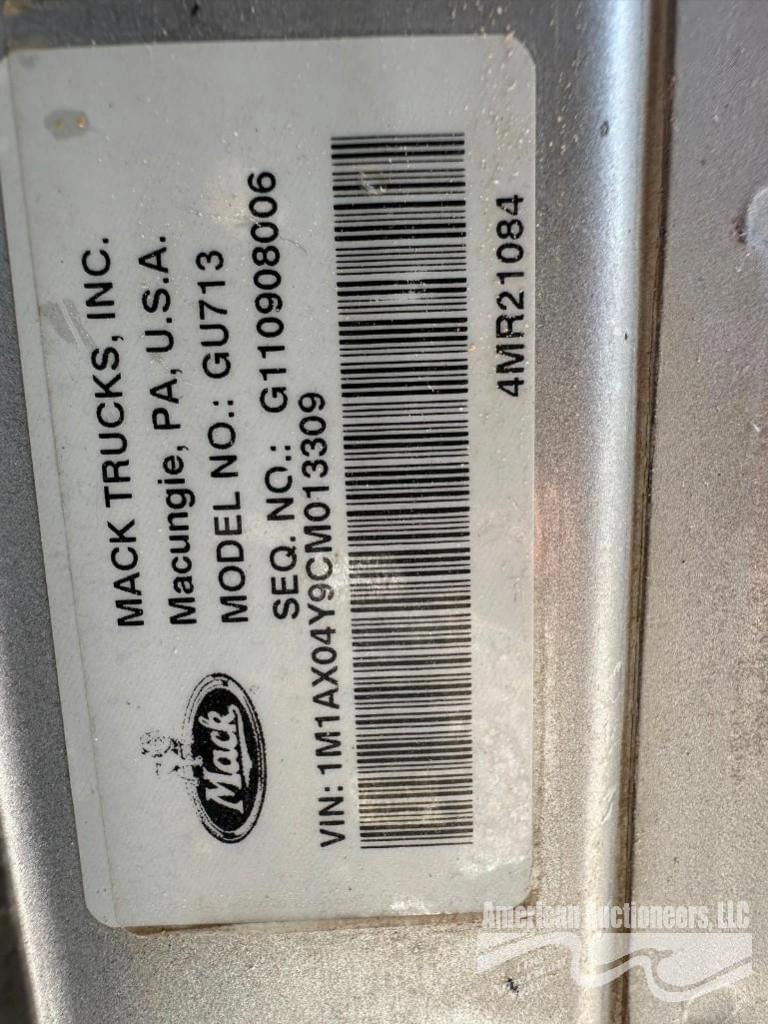 MACK TRUCKS, INC.
Macungie, PA, U.S.A.
MODEL NO.: GU713
SEQ. NO.: G110908006
Mack
VIN: 1M1AX04Y9CM013309
4MR21084
American Auctioneers, LLC